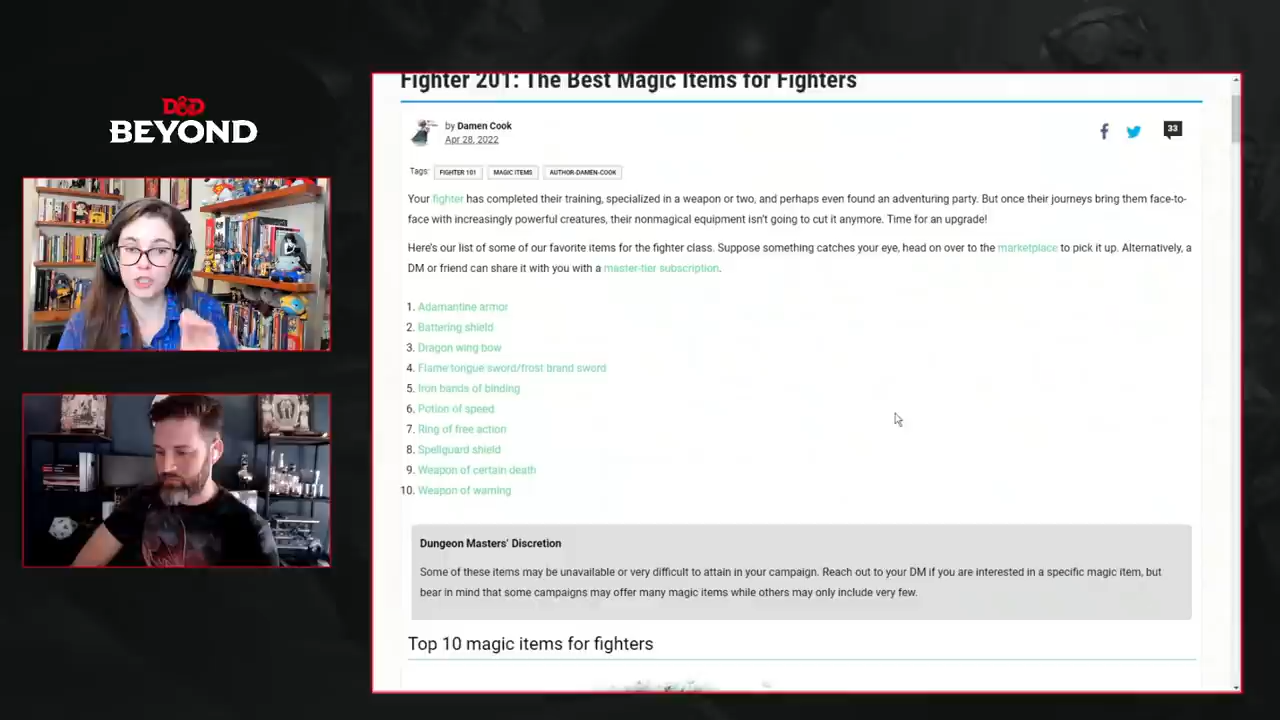 D&D
BEYOND
Fighter 201: The Best Magic Items for Fighters
by Damen Cook
Apr 28, 2022
33
Tags: FIGHTER 101 MAGIC ITEMS AUTHOR-DAMEN-COOK
Your fighter has completed their training, specialized in a weapon or two, and perhaps even found an adventuring party. But once their journeys bring them face-to-
face with increasingly powerful creatures, their nonmagical equipment isn't going to cut it anymore. Time for an upgrade!
Here's our list of some of our favorite items for the fighter class. Suppose something catches your eye, head on over to the marketplace to pick it up. Alternatively, a
DM or friend can share it with you with a master-tier subscription.
1. Adamantine armor
2. Battering shield
3. Dragon wing bow
4. Flame tongue sword/frost brand sword
5. Iron bands of binding
6. Potion of speed
7. Ring of free action
8. Spellguard shield
9. Weapon of certain death
10. Weapon of warning
Dungeon Masters' Discretion
Some of these items may be unavailable or very difficult to attain in your campaign. Reach out to your DM if you are interested in a specific magic item, but
bear in mind that some campaigns may offer many magic items while others may only include very few.
Top 10 magic items for fighters